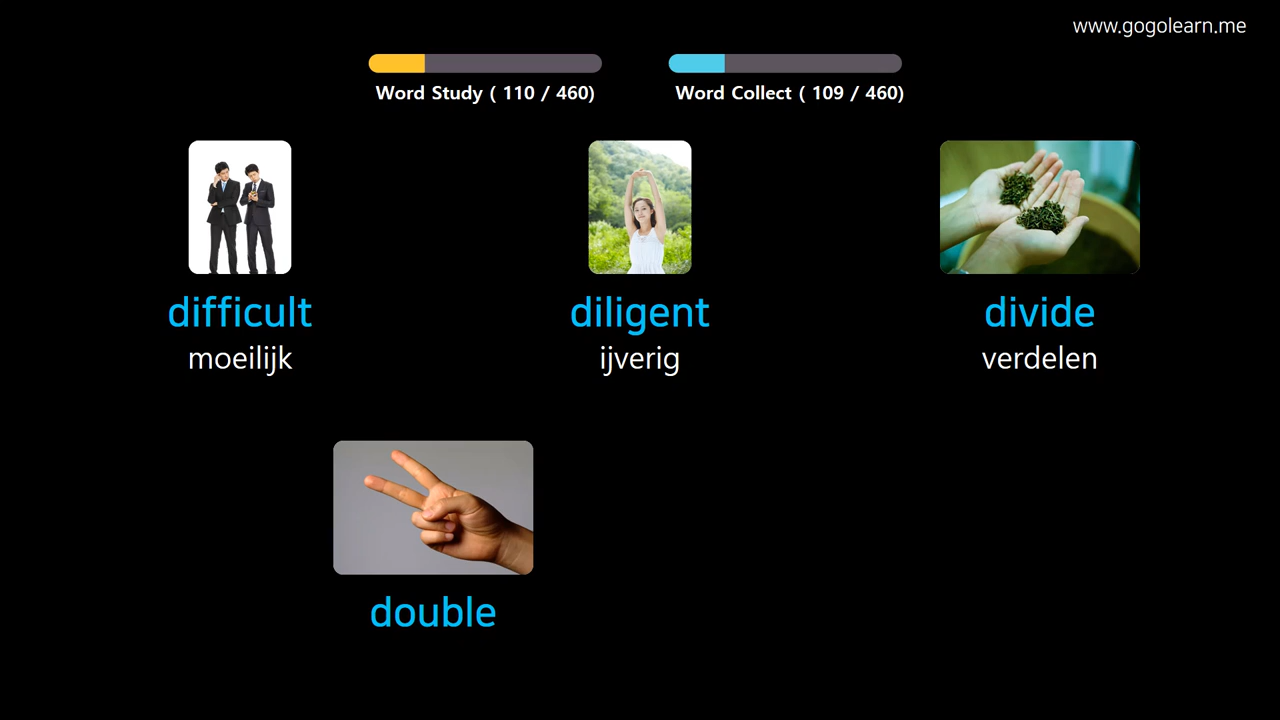 www.gogolearn.me
Word Study ( 110 / 460)
Word Collect ( 109 / 460)
difficult
moeilijk
diligent
ijverig
divide
verdelen
double